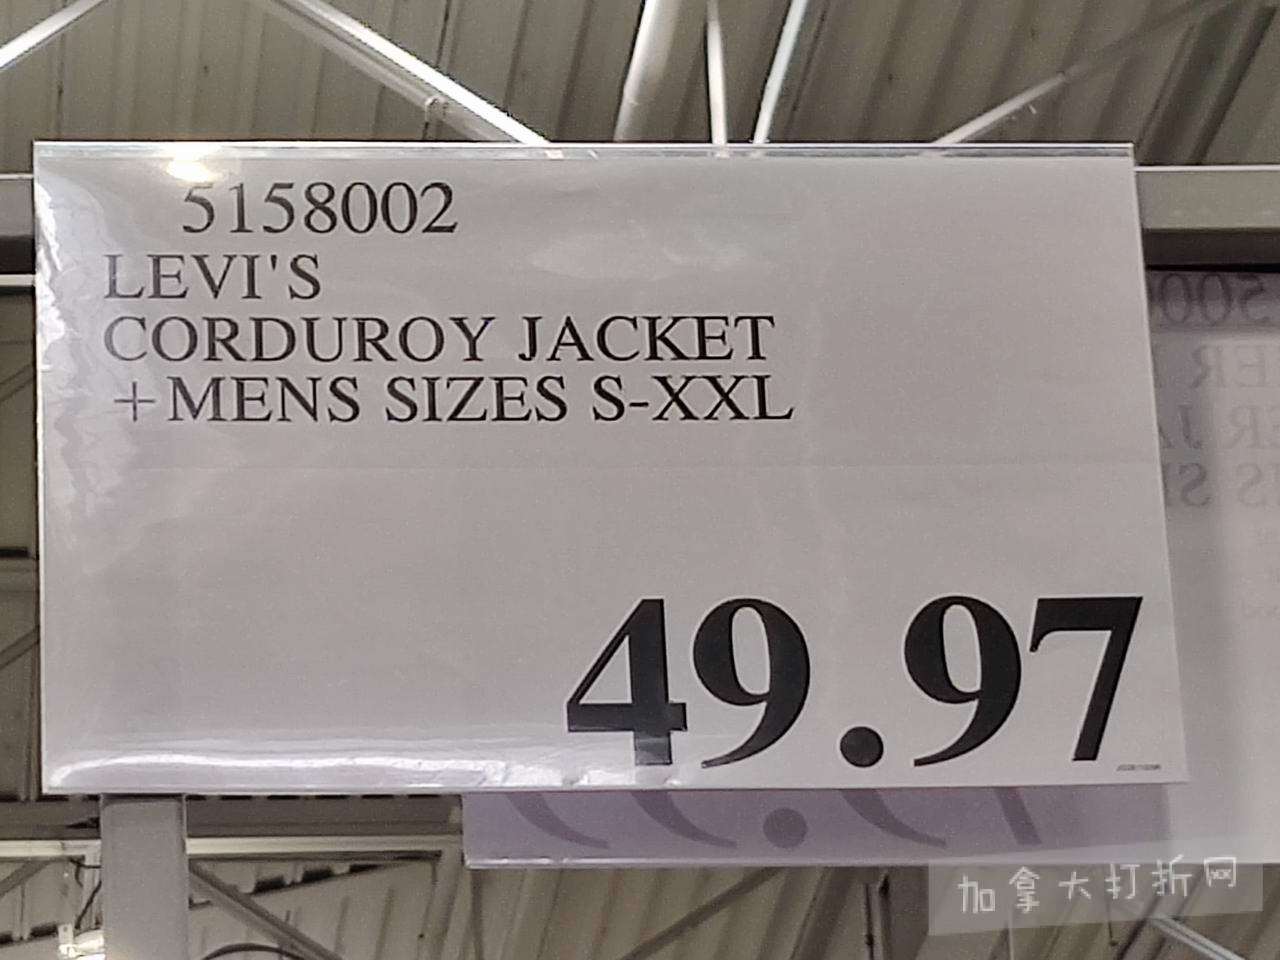 5158002
LEVI'S
CORDUROY JACKET
+MENS SIZES S-XXL
49.97
加拿大打折网